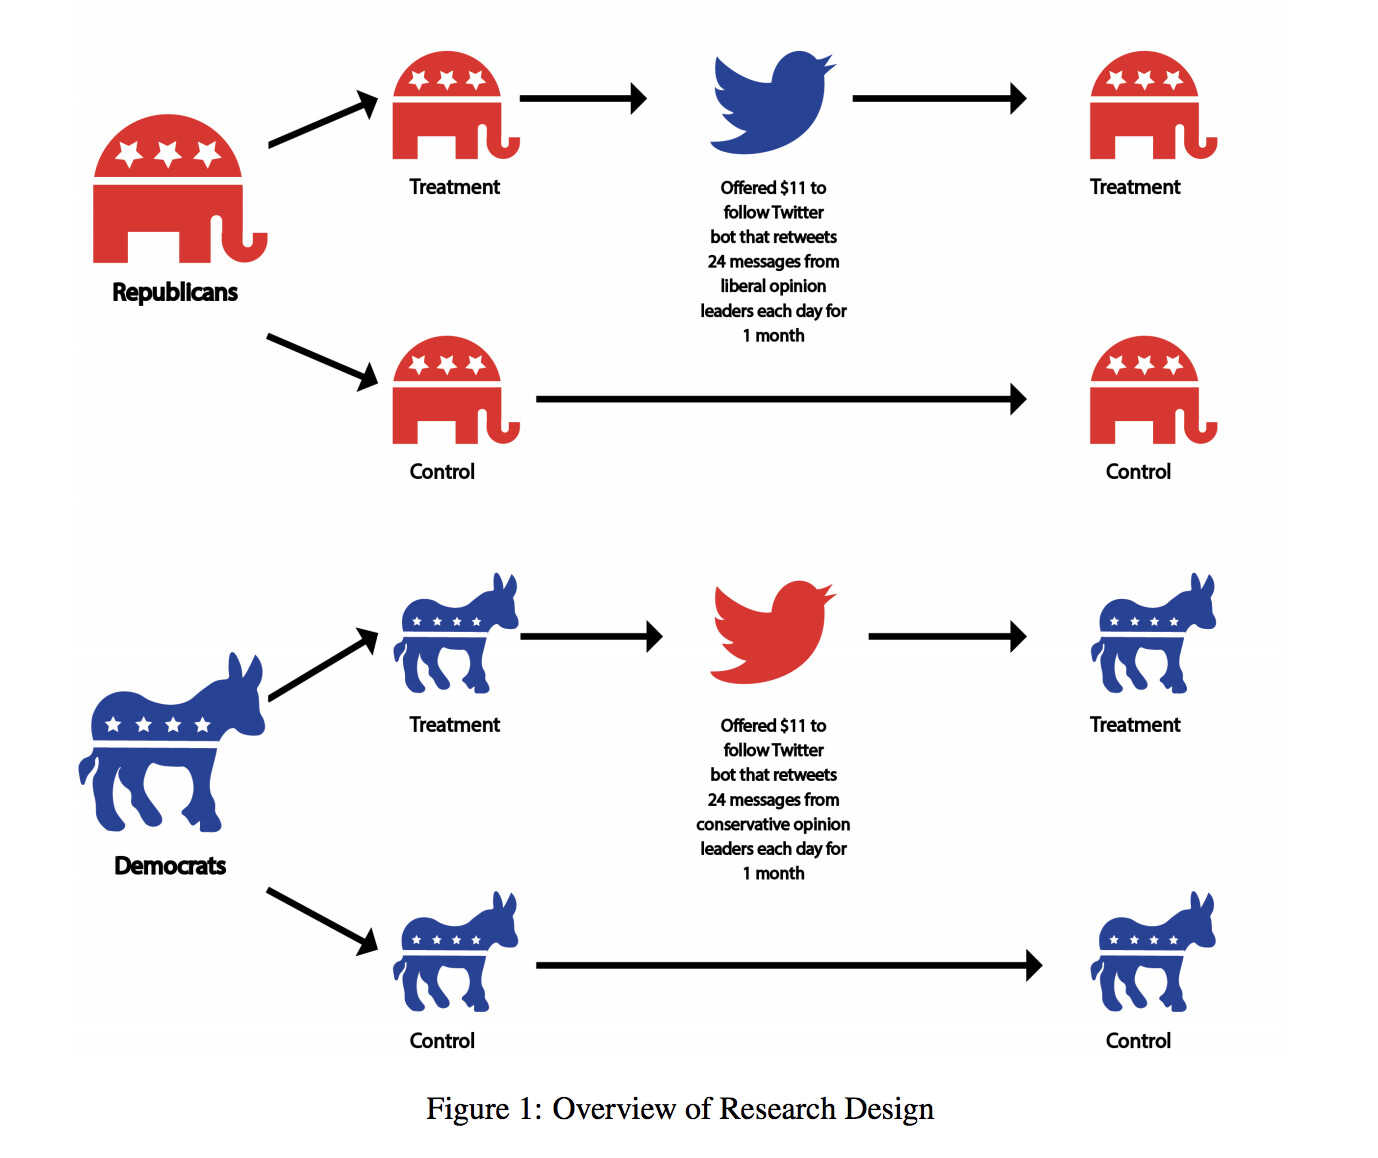 Treatment
Offered $11 to
follow Twitter
bot that retweets
24 messages from
liberal opinion
leaders each day for
1 month
Treatment
Republicans
Control
Control
Treatment
Offered $11 to
follow Twitter
bot that retweets
24 messages from
conservative opinion
leaders each day for
1 month
Treatment
Democrats
Control
Control
Figure 1: Overview of Research Design